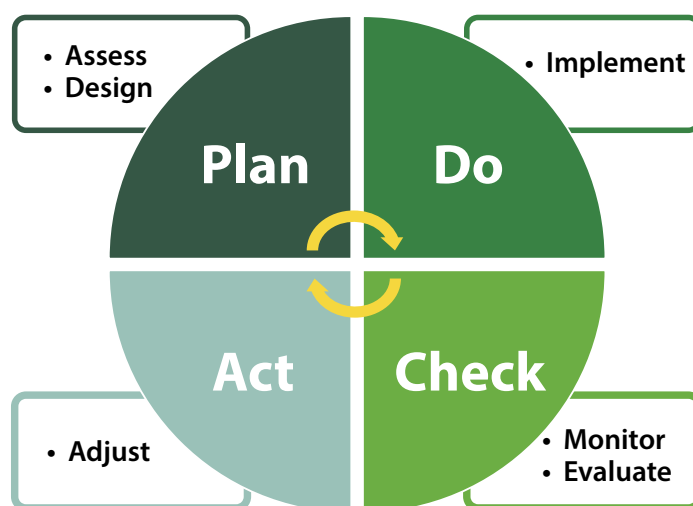 • Assess
• Design
• Implement
Plan
Do
Act
Check
• Adjust
• Monitor
• Evaluate